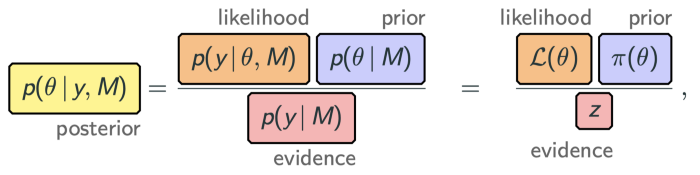 likelihood prior likelihood prior
p(y | θ, M) p(θ | M) ℒ(θ) π(θ)
p(θ | y, M) = = ,
posterior p(y | M) z
evidence evidence